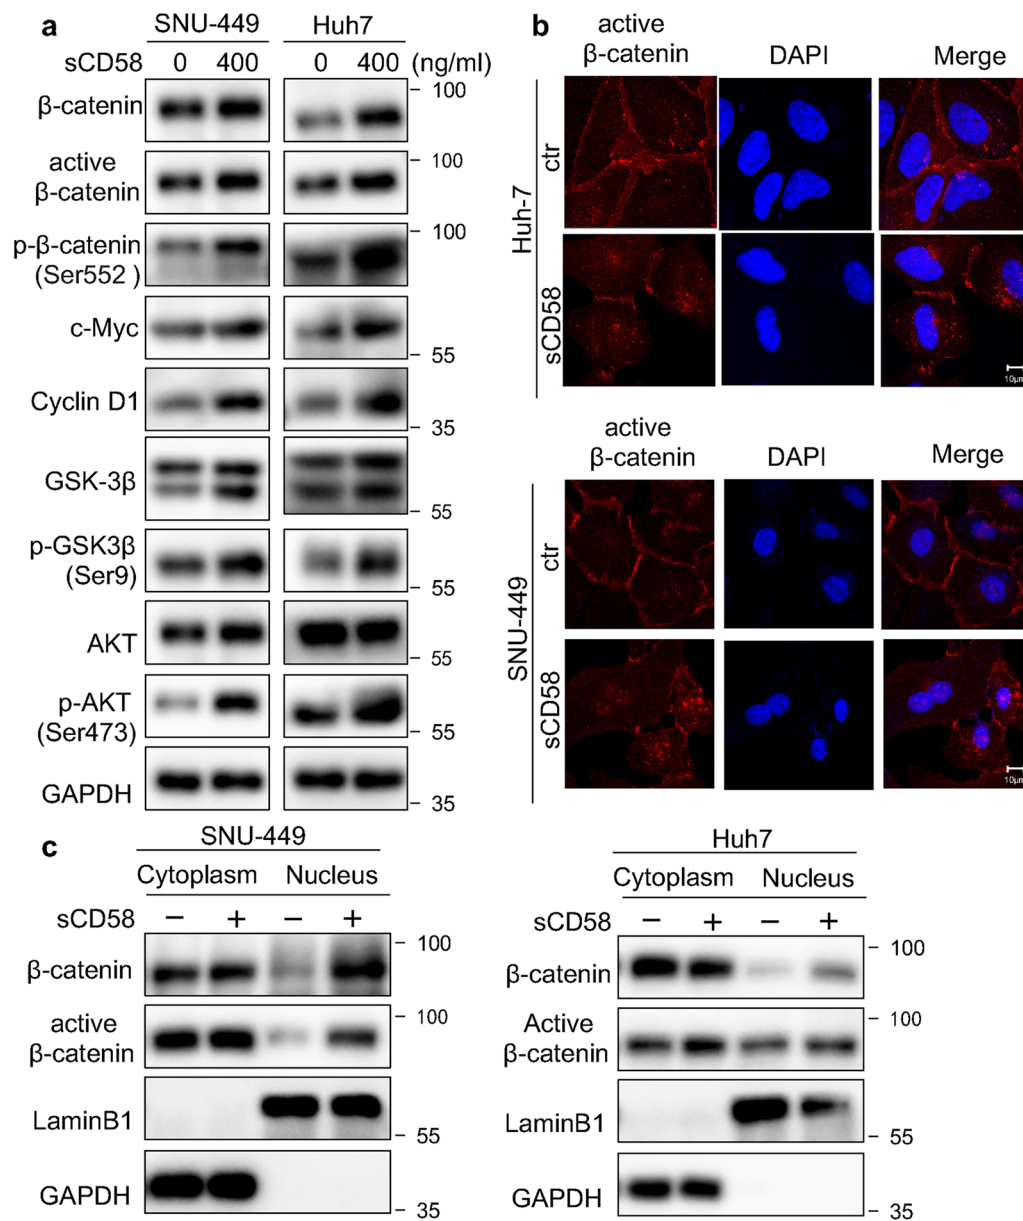 a
SNU-449 Huh7
sCD58 0 400 0 400 (ng/ml)
β-catenin 100
active
β-catenin 100
p-β-catenin
(Ser552 ) 100
c-Myc 55
Cyclin D1 35
GSK-3β 55
p-GSK3β
(Ser9) 55
AKT 55
p-AKT
(Ser473) 55
GAPDH 35
b
active
β-catenin DAPI Merge
Huh-7
ctr
sCD58
10µm
active
β-catenin DAPI Merge
SNU-449
ctr
sCD58
10µm
c
SNU-449
Cytoplasm Nucleus
sCD58 − + − +
β-catenin 100
active
β-catenin 100
LaminB1 55
GAPDH 35
Huh7
Cytoplasm Nucleus
sCD58 − + − +
β-catenin 100
Active
β-catenin 100
LaminB1 55
GAPDH 35